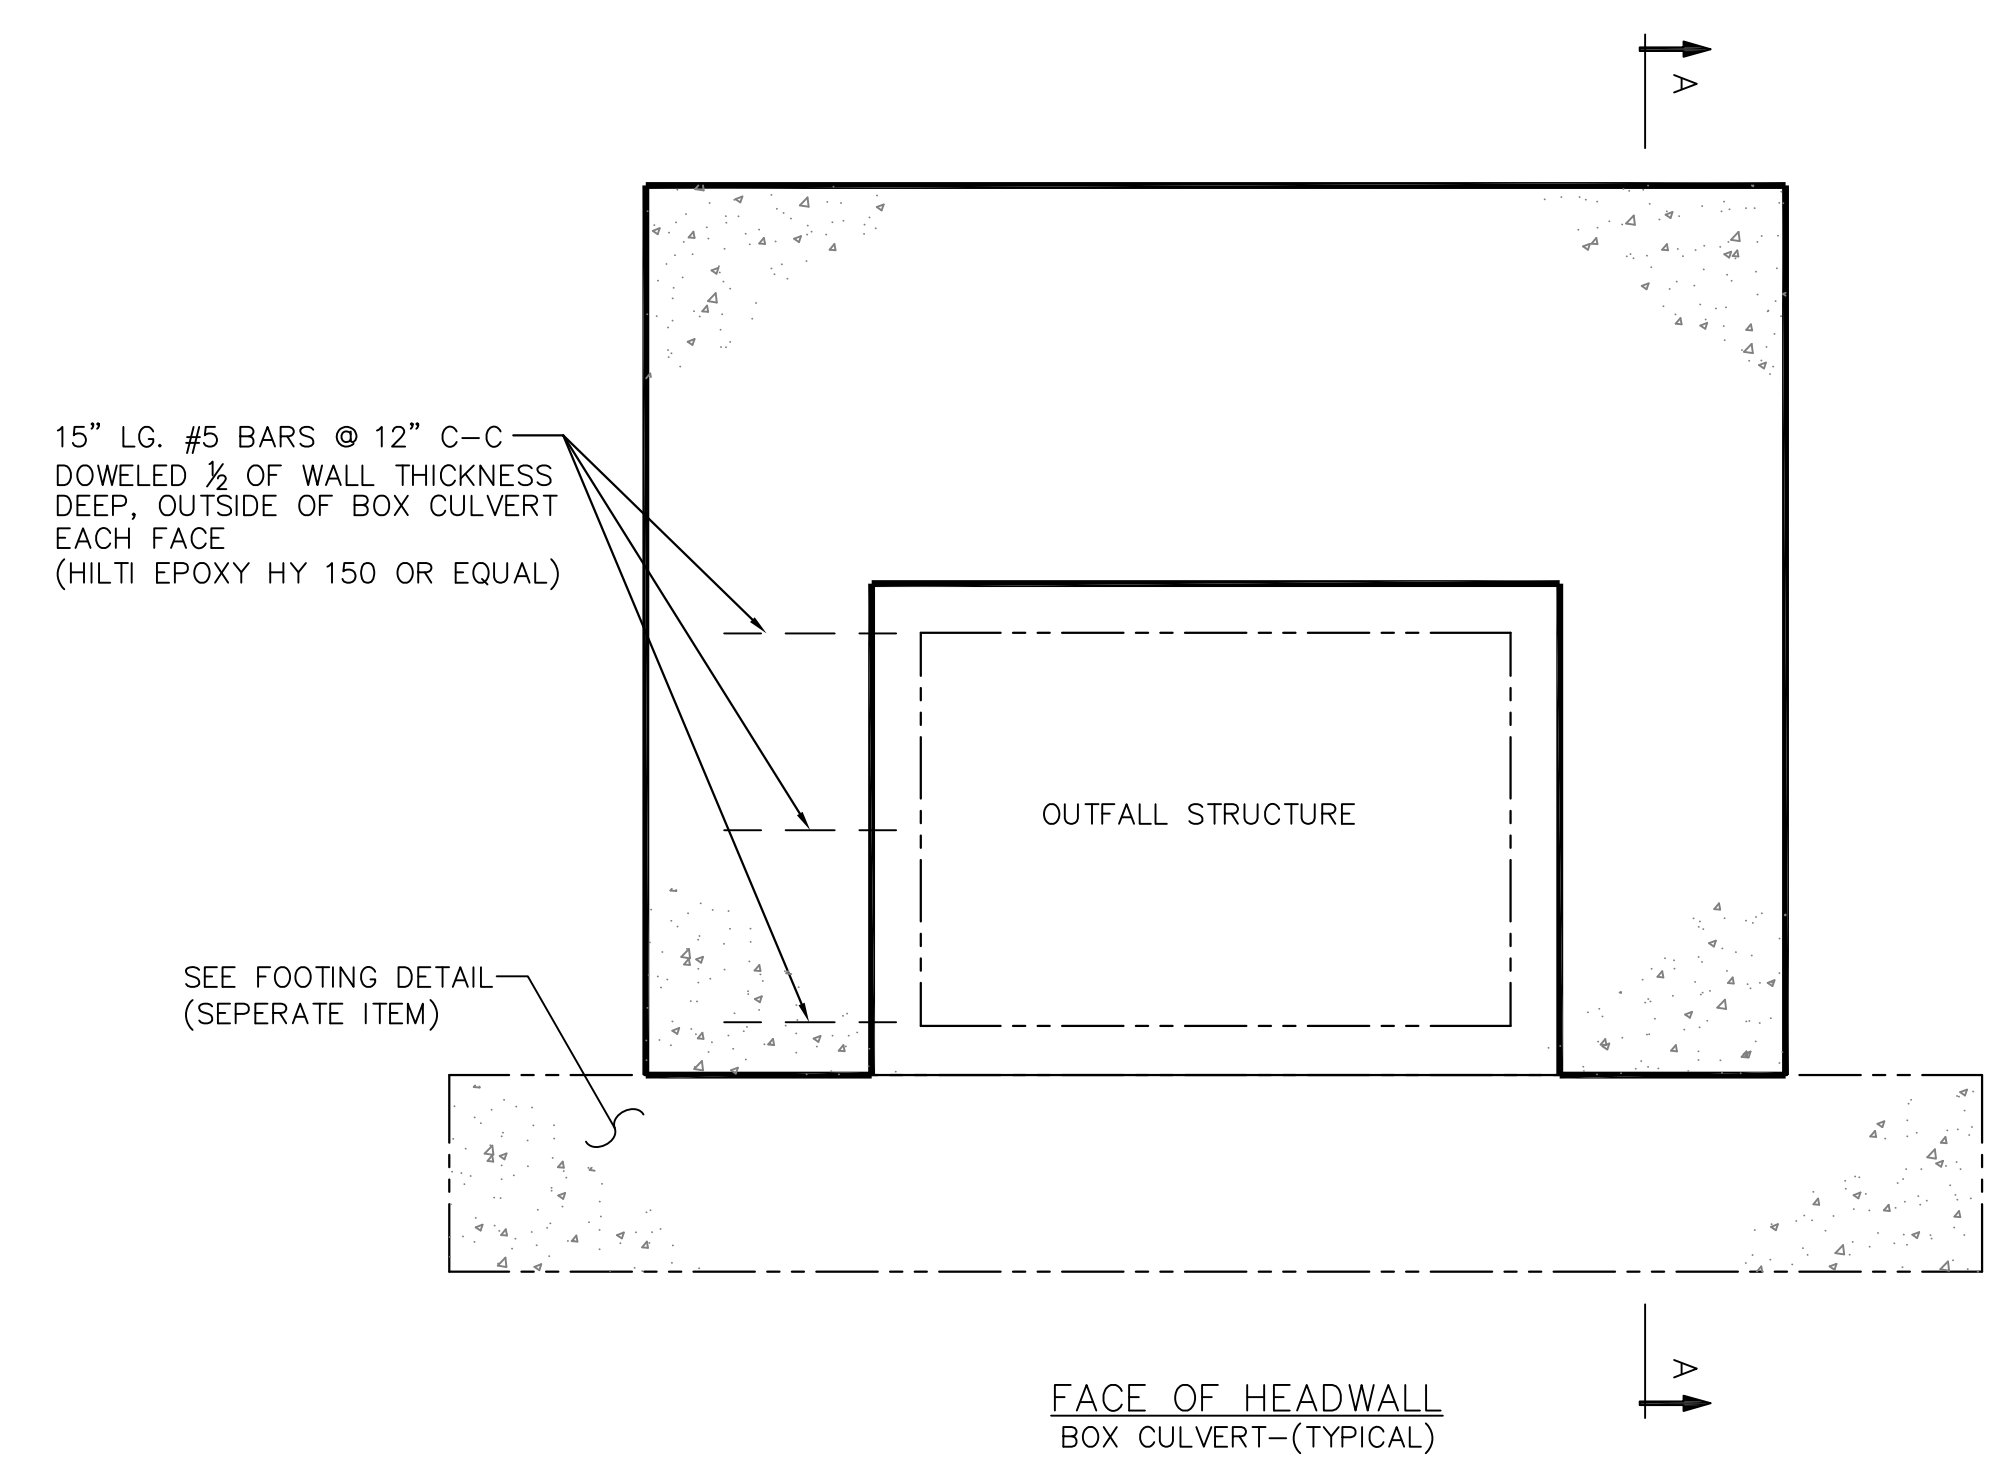 A
15” LG. #5 BARS @ 12” C-C
DOWELED ½ OF WALL THICKNESS
DEEP, OUTSIDE OF BOX CULVERT
EACH FACE
(HILTI EPOXY HY 150 OR EQUAL)
OUTFALL STRUCTURE
SEE FOOTING DETAIL
(SEPERATE ITEM)
A
FACE OF HEADWALL
BOX CULVERT-(TYPICAL)